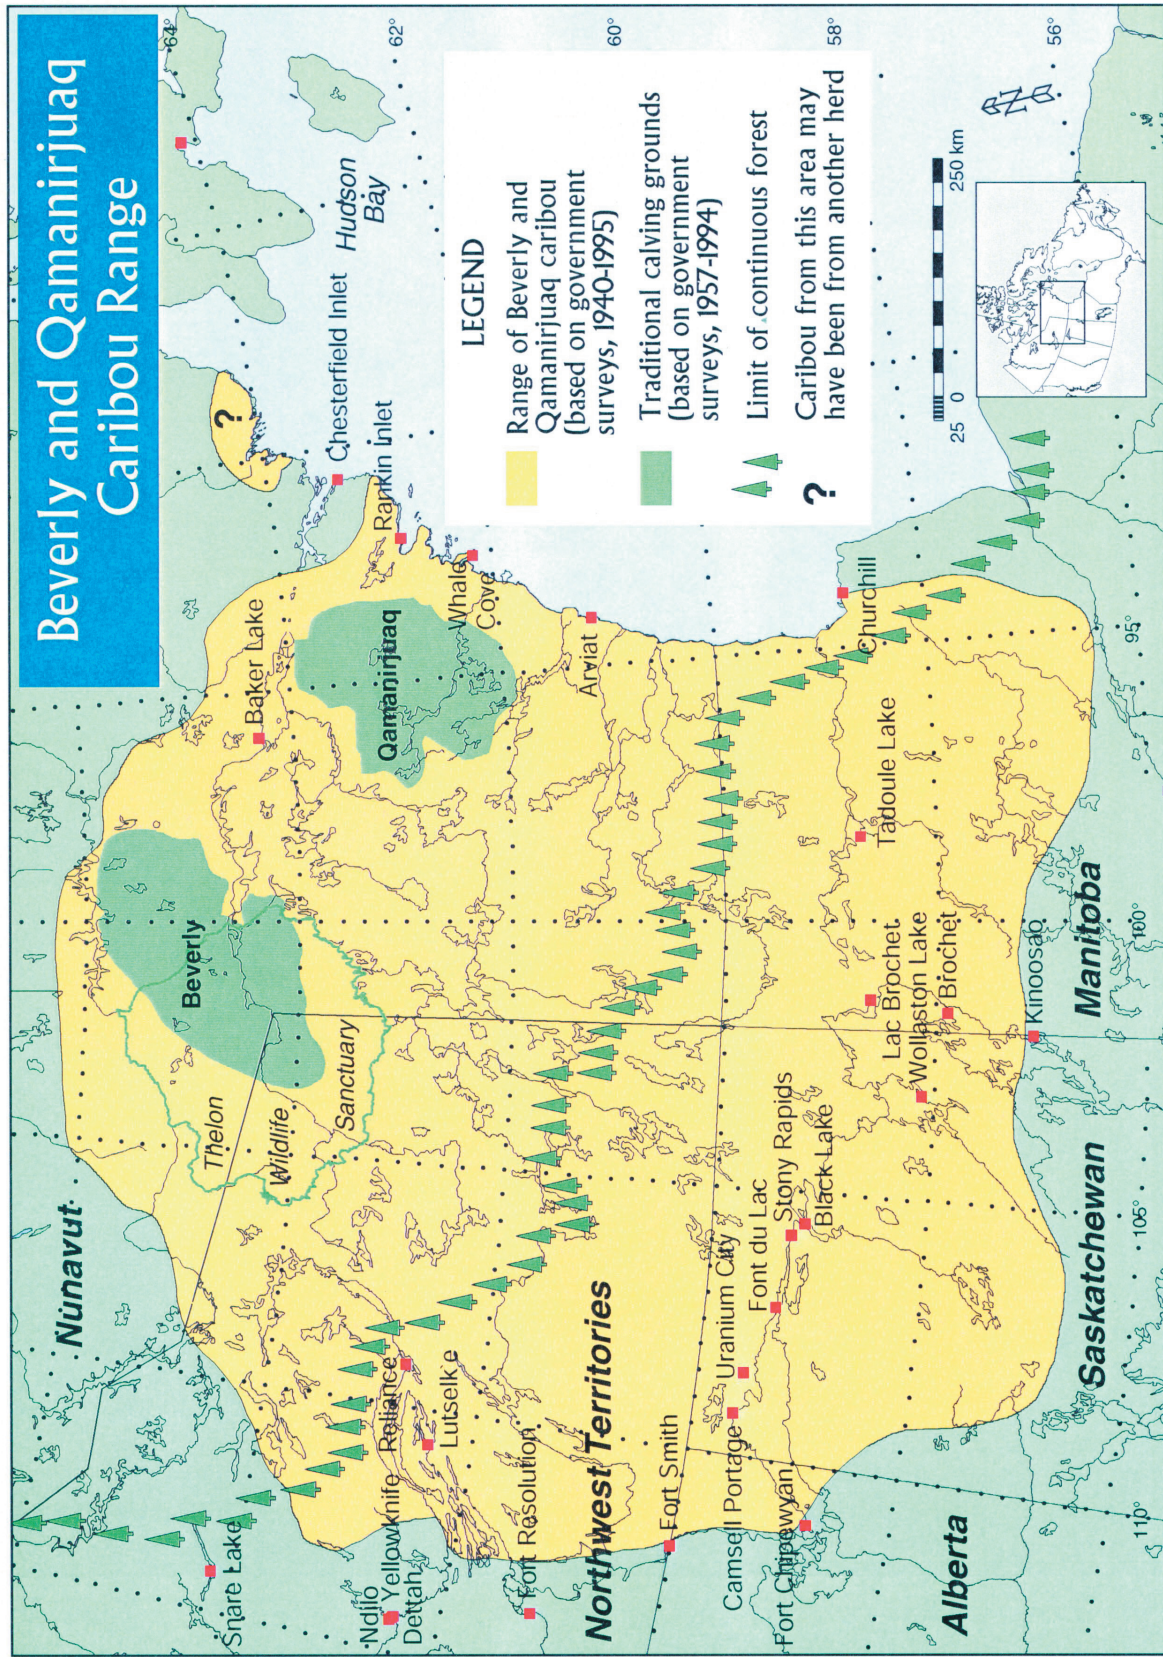 Beverly and Qamanirjuaq
Caribou Range
64°
62°
60°
58°
56°
Hudson
Bay
Chesterfield Inlet
Rankin Inlet
Whale
Cove
Arviat
Churchill
Baker Lake
?
Qamanirjuaq
Beverly
Thelon
Wildlife
Sanctuary
Nunavut
Snare Lake
Ndilo
Yellowknife
Dettah
Reliance
Lutselk'e
Fort Resolution
Northwest Territories
Fort Smith
Camsell Portage
Uranium City
Fort Chipewyan
Font du Lac
Stony Rapids
Black Lake
Lac Brochet
Wollaston Lake
Brochet
Kinoosao
Tadoule Lake
Alberta
Saskatchewan
Manitoba
110°
105°
100°
95°
LEGEND
Range of Beverly and
Qamanirjuaq caribou
(based on government
surveys, 1940-1995)
Traditional calving grounds
(based on government
surveys, 1957-1994)
Limit of continuous forest
?
Caribou from this area may
have been from another herd
25
0
250 km
N